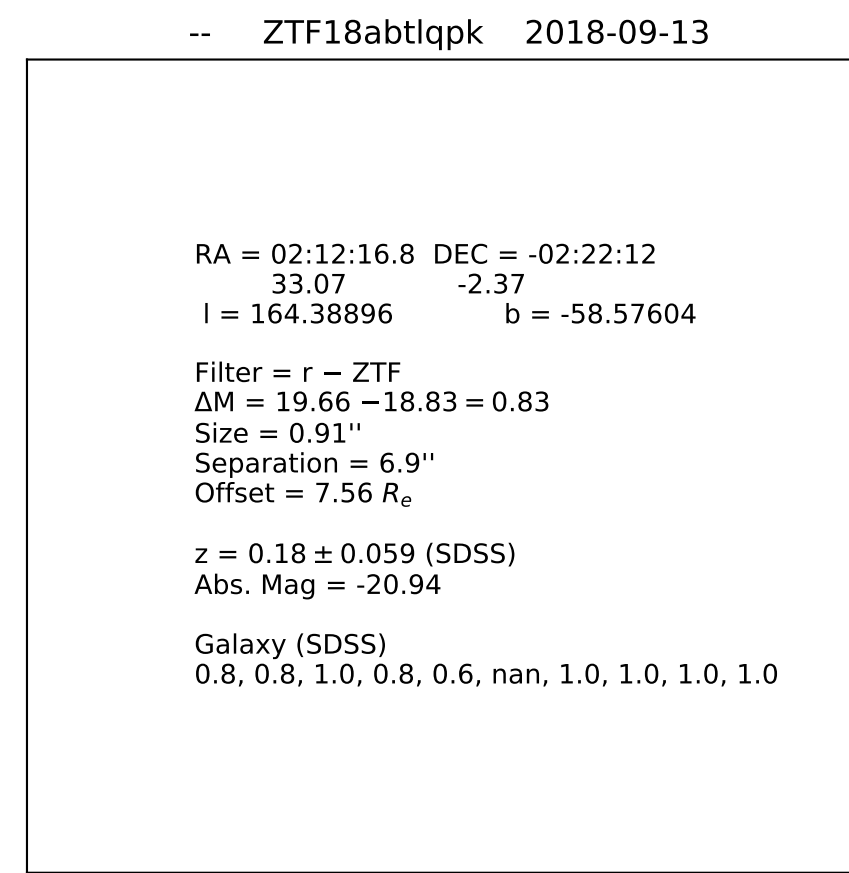 -- ZTF18abtlqpk 2018-09-13
RA = 02:12:16.8 DEC = -02:22:12
33.07 -2.37
l = 164.38896 b = -58.57604
Filter = r − ZTF
ΔM = 19.66 −18.83 = 0.83
Size = 0.91''
Separation = 6.9''
Offset = 7.56 Re
z = 0.18 ± 0.059 (SDSS)
Abs. Mag = -20.94
Galaxy (SDSS)
0.8, 0.8, 1.0, 0.8, 0.6, nan, 1.0, 1.0, 1.0, 1.0